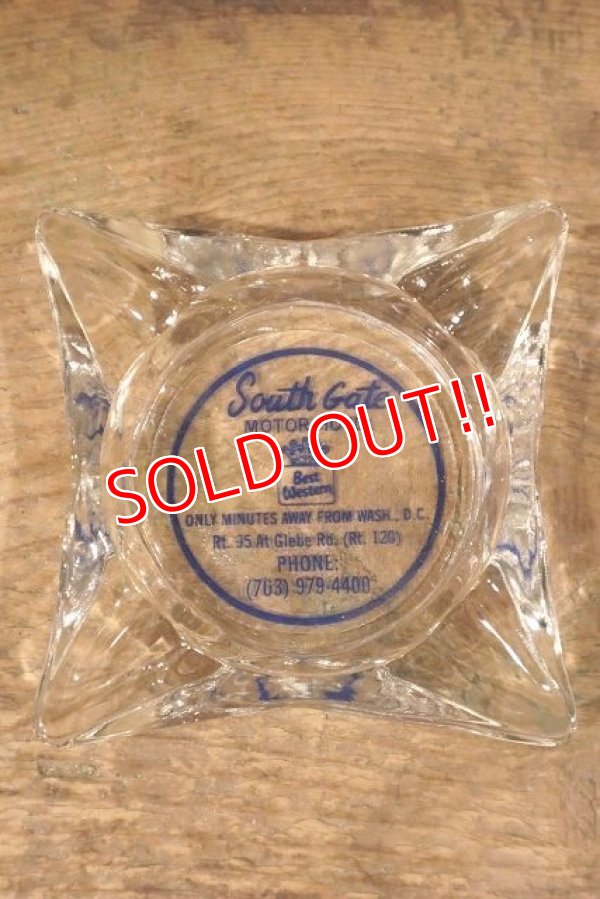 South Gate
MOTOR
Best
Western
ONLY MINUTES AWAY FROM WASH., D.C.
Rt. 95 At Glebe Rd. (Rt. 120)
PHONE:
(703) 979-4400
SOLD OUT!!